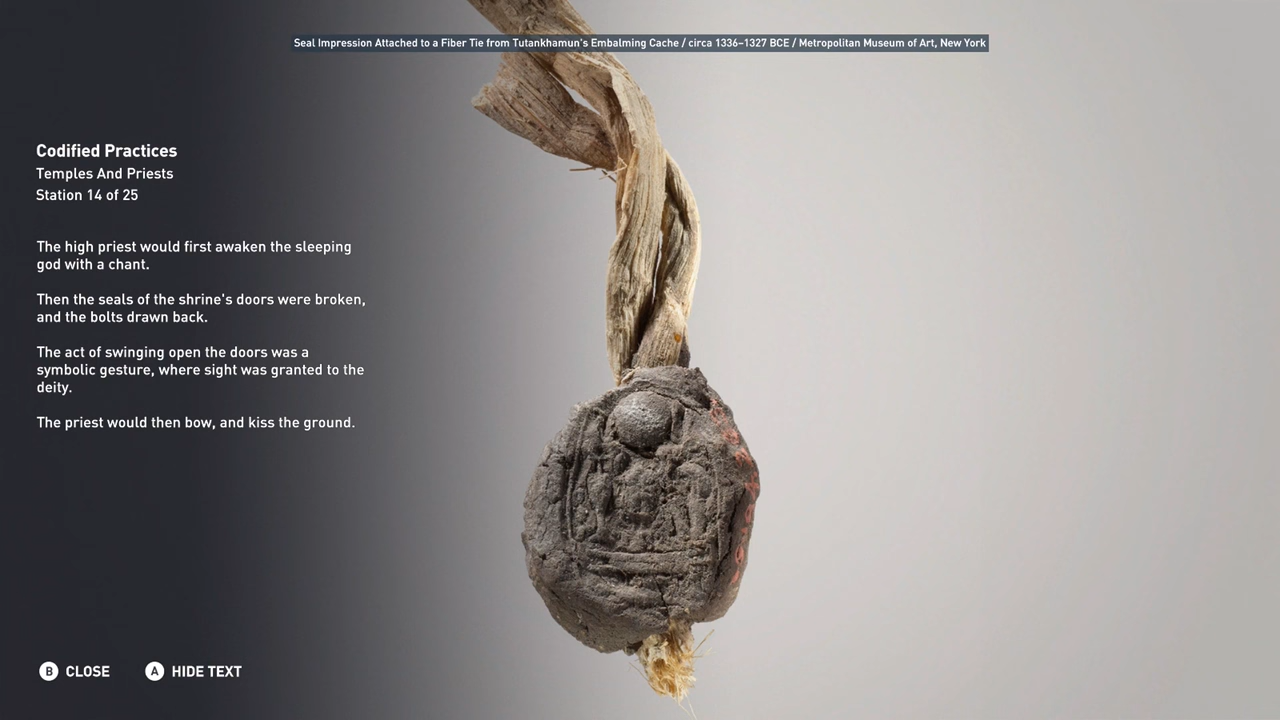 Seal Impression Attached to a Fiber Tie from Tutankhamun's Embalming Cache / circa 1336–1327 BCE / Metropolitan Museum of Art, New York
Codified Practices
Temples And Priests
Station 14 of 25
The high priest would first awaken the sleeping
god with a chant.
Then the seals of the shrine's doors were broken,
and the bolts drawn back.
The act of swinging open the doors was a
symbolic gesture, where sight was granted to the
deity.
The priest would then bow, and kiss the ground.
B CLOSE A HIDE TEXT